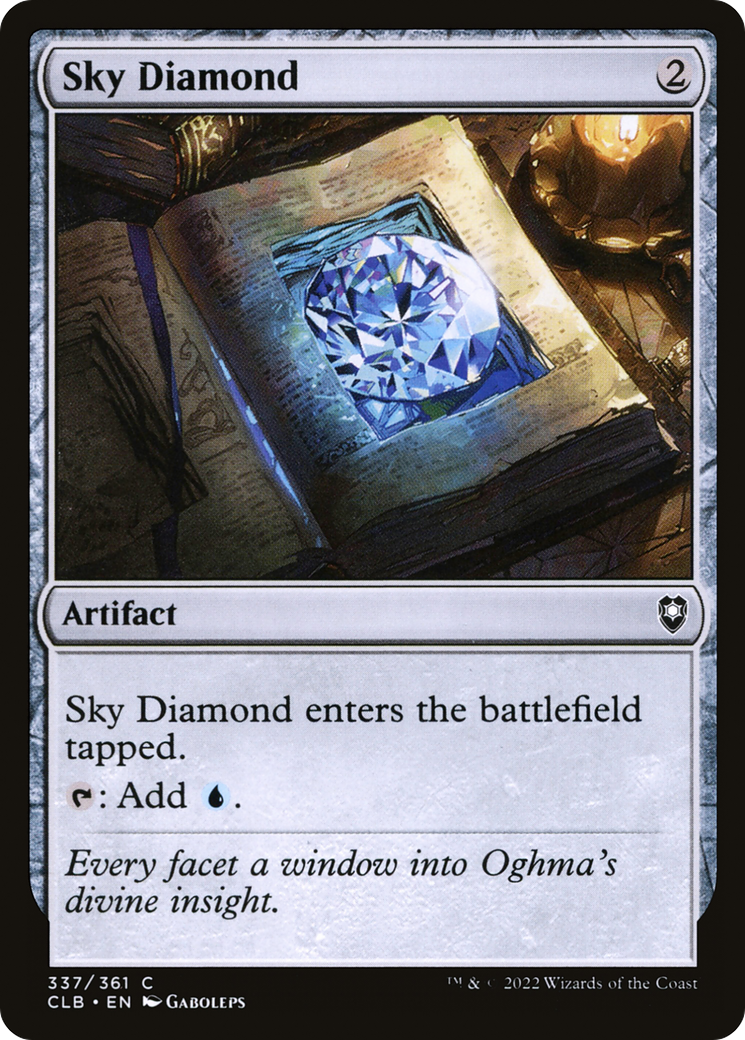 Sky Diamond 2
Artifact
Sky Diamond enters the battlefield
tapped.
: Add .
Every facet a window into Oghma's
divine insight.
337/361 C ™ & © 2022 Wizards of the Coast
CLB • EN GABOLEPS